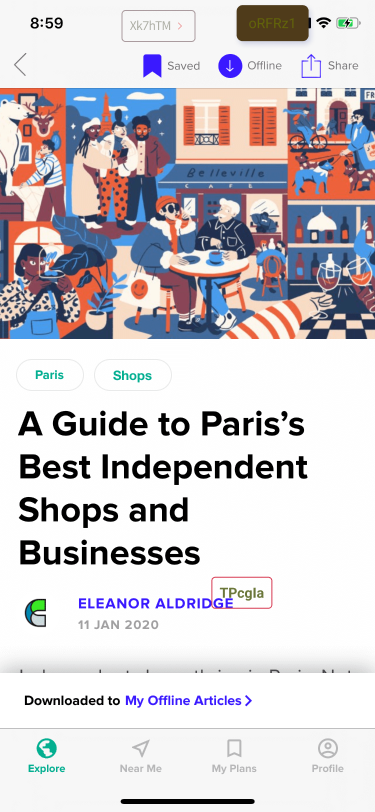 8:59
Xk7hTM >
oRFRz1
Saved
Offline
Share
Belleville
CAFE
Paris
Shops
A Guide to Paris’s
Best Independent
Shops and
Businesses
TPcgla
ELEANOR ALDRIDGE
11 JAN 2020
Downloaded to My Offline Articles >
Explore
Near Me
My Plans
Profile